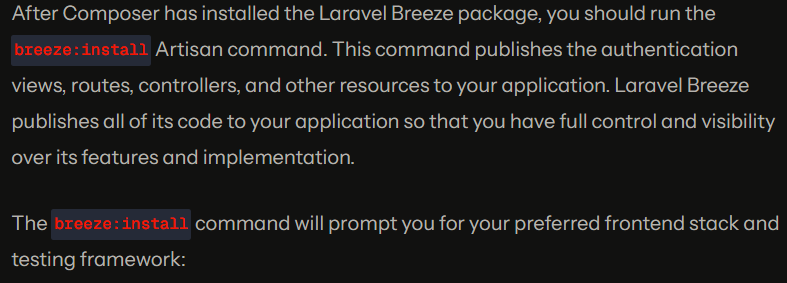 After Composer has installed the Laravel Breeze package, you should run the
breeze:install Artisan command. This command publishes the authentication
views, routes, controllers, and other resources to your application. Laravel Breeze
publishes all of its code to your application so that you have full control and visibility
over its features and implementation.
The breeze:install command will prompt you for your preferred frontend stack and
testing framework: